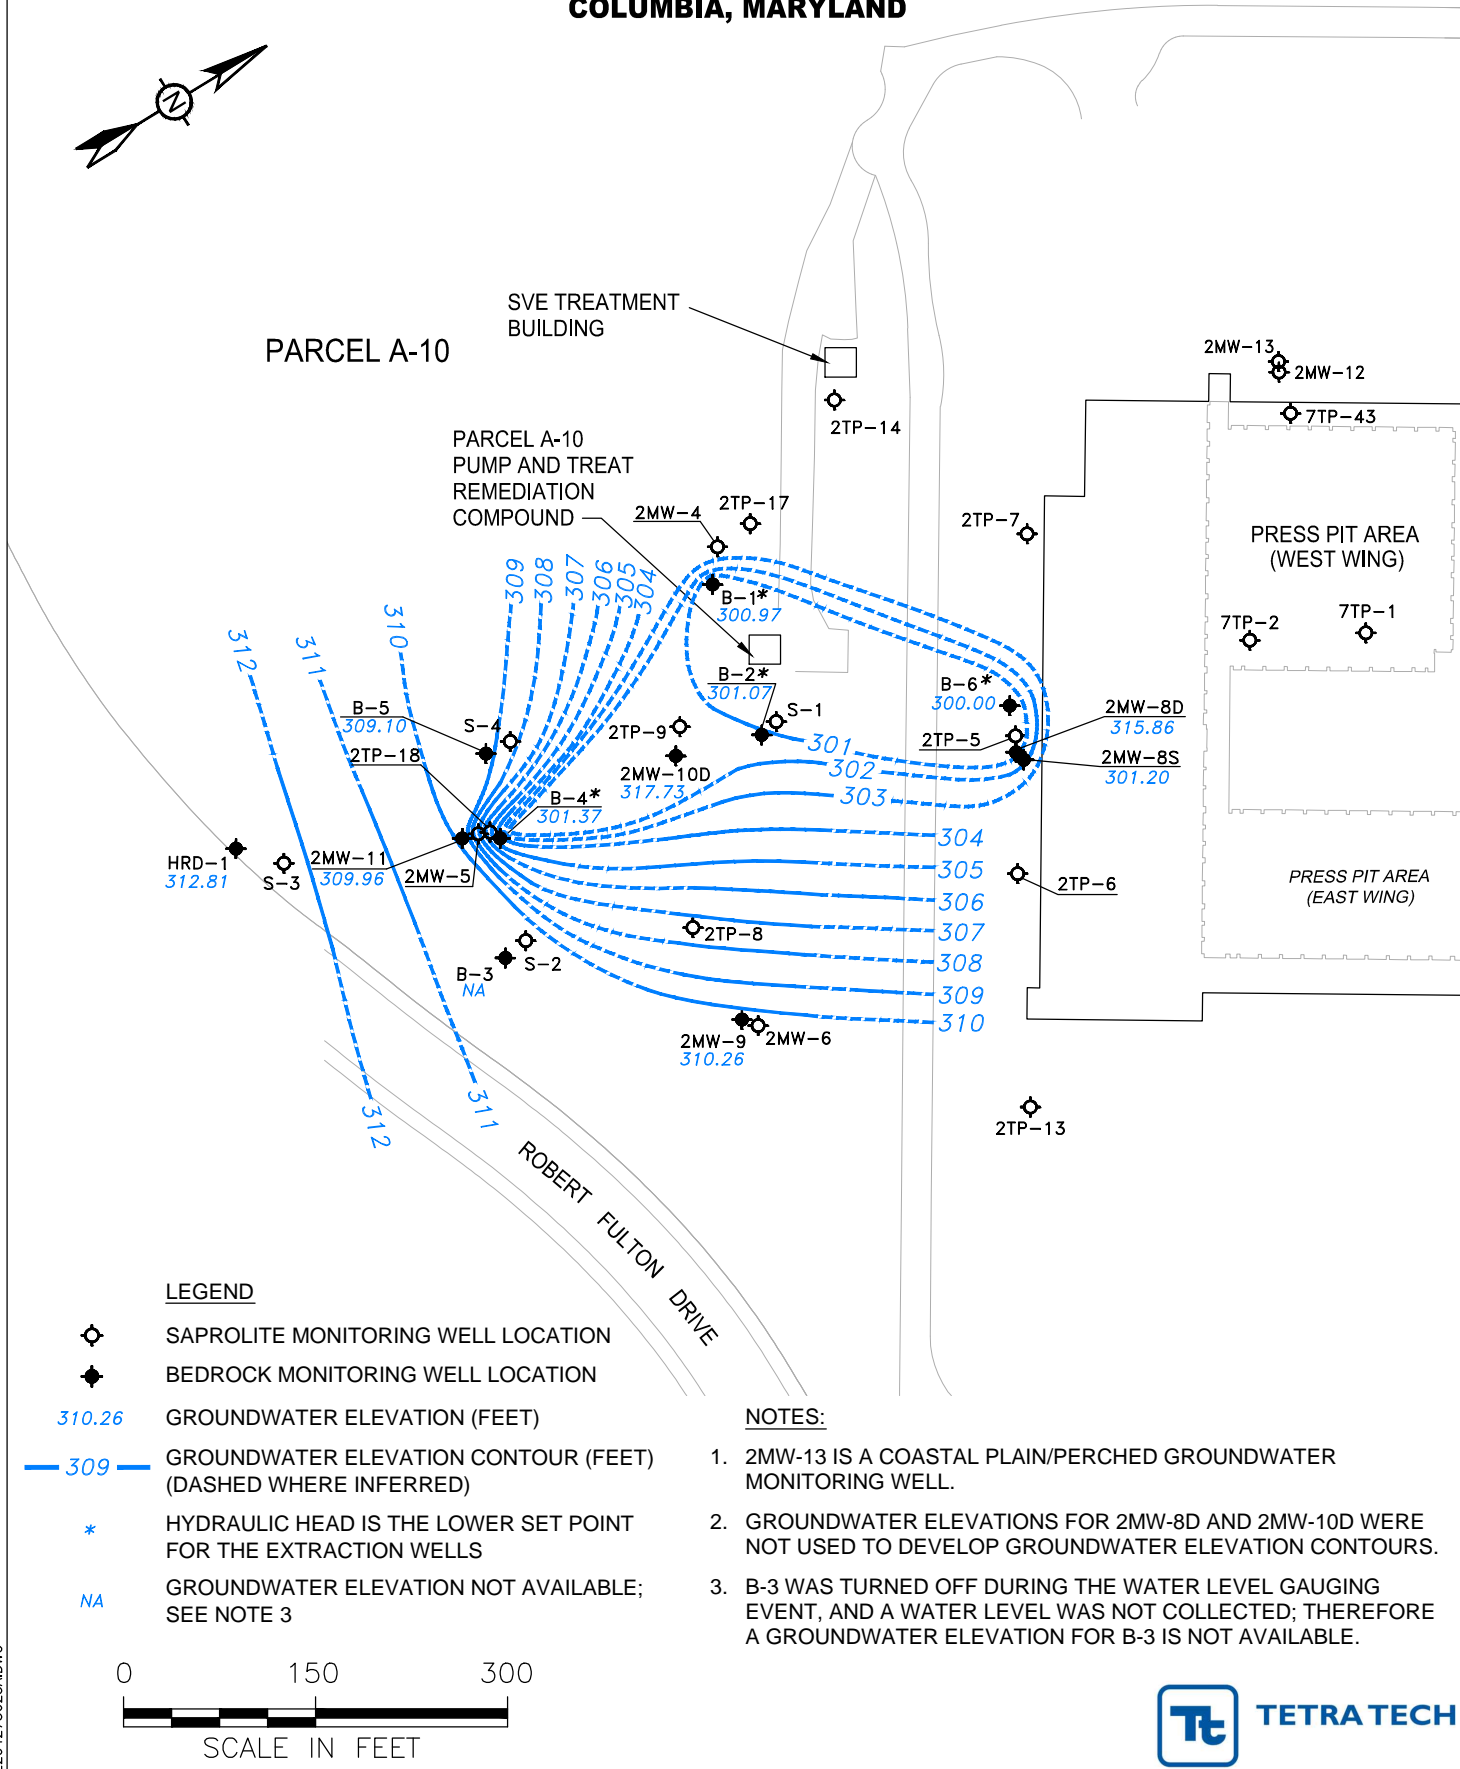 COLUMBIA, MARYLAND
N
SVE TREATMENT
BUILDING
PARCEL A-10
2MW-13
2MW-12
7TP-43
2TP-14
PARCEL A-10
PUMP AND TREAT
REMEDIATION
COMPOUND
2MW-4
2TP-17
2TP-7
PRESS PIT AREA
(WEST WING)
309
308
307
306
305
304
B-1*
300.97
7TP-2
7TP-1
312
311
310
B-5
309.10
S-4
2TP-18
B-2*
301.07
S-1
2TP-9
B-6*
300.00
2MW-8D
315.86
2TP-5
2MW-8S
301.20
2MW-10D
317.73
301
302
303
B-4*
301.37
304
305
306
307
308
309
310
HRD-1
312.81
S-3
2MW-11
309.96
2MW-5
2TP-6
PRESS PIT AREA
(EAST WING)
2TP-8
B-3
NA
S-2
2MW-9
310.26
2MW-6
312
311
2TP-13
ROBERT FULTON DRIVE
LEGEND
SAPROLITE MONITORING WELL LOCATION
BEDROCK MONITORING WELL LOCATION
310.26 GROUNDWATER ELEVATION (FEET)
309 GROUNDWATER ELEVATION CONTOUR (FEET)
(DASHED WHERE INFERRED)
* HYDRAULIC HEAD IS THE LOWER SET POINT
FOR THE EXTRACTION WELLS
NA GROUNDWATER ELEVATION NOT AVAILABLE;
SEE NOTE 3
NOTES:
1. 2MW-13 IS A COASTAL PLAIN/PERCHED GROUNDWATER
MONITORING WELL.
2. GROUNDWATER ELEVATIONS FOR 2MW-8D AND 2MW-10D WERE
NOT USED TO DEVELOP GROUNDWATER ELEVATION CONTOURS.
3. B-3 WAS TURNED OFF DURING THE WATER LEVEL GAUGING
EVENT, AND A WATER LEVEL WAS NOT COLLECTED; THEREFORE
A GROUNDWATER ELEVATION FOR B-3 IS NOT AVAILABLE.
0 150 300
SCALE IN FEET
Tt TETRA TECH